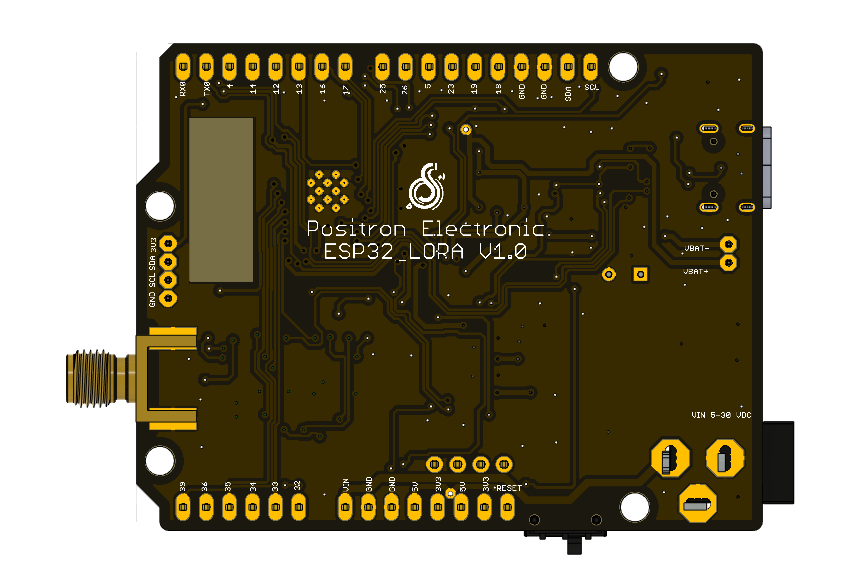 RX0 TX0 4 14 12 13 16 17 25 26 5 23 19 18 GND GND SDA SCL
Positron Electronic.
ESP32_LORA V1.0
GND SCL SDA 3V3
VBAT-
VBAT+
VIN 5-30 VDC
39 36 35 34 33 32 VIN GND GND 5V 3V3 5V 3V3 RESET